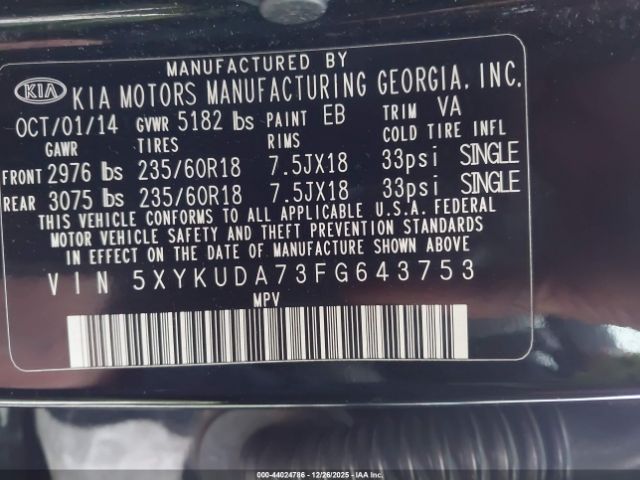 MANUFACTURED BY
KIA KIA MOTORS MANUFACTURING GEORGIA, INC.
OCT/01/14 GVWR 5182 lbs PAINT EB TRIM VA
GAWR TIRES RIMS COLD TIRE INFL
FRONT 2976 lbs 235/60R18 7.5JX18 33psi SINGLE
REAR 3075 lbs 235/60R18 7.5JX18 33psi SINGLE
THIS VEHICLE CONFORMS TO ALL APPLICABLE U.S.A. FEDERAL
MOTOR VEHICLE SAFETY AND THEFT PREVENTION STANDARDS
IN EFFECT ON THE DATE OF MANUFACTURE SHOWN ABOVE
VIN 5XYKUDA73FG643753
MPV
000-44024786 - 12/26/2025 - IAA Inc.